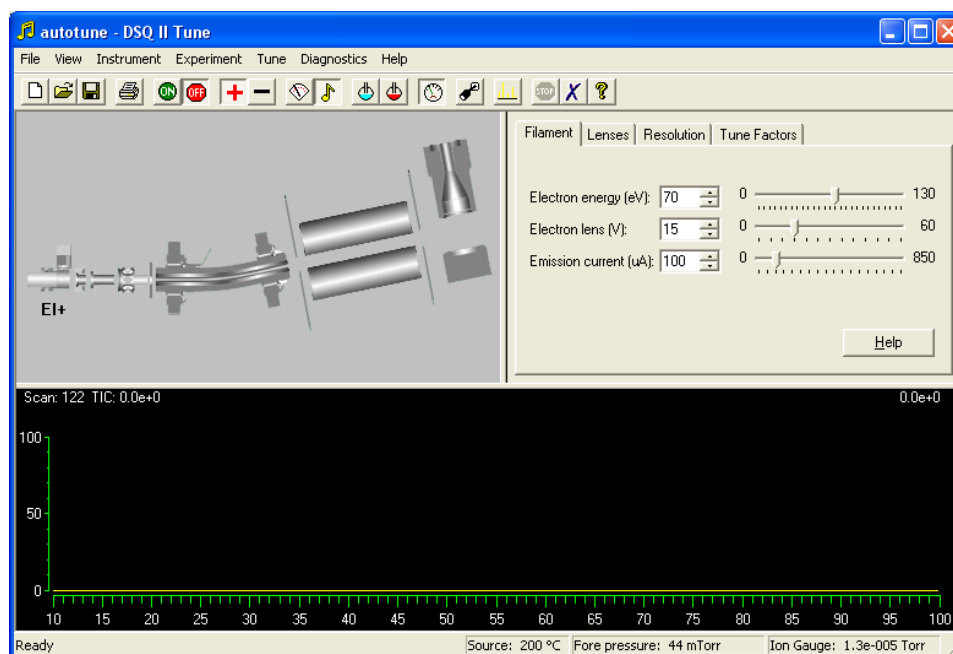 autotune - DSQ II Tune
File View Instrument Experiment Tune Diagnostics Help
ON OFF STOP X ?
EI+
Filament Lenses Resolution Tune Factors
Electron energy (eV): 70 0 130
Electron lens (V): 15 0 60
Emission current (uA): 100 0 850
Help
Scan: 122 TIC: 0.0e+0 0.0e+0
100
50
0
10 15 20 25 30 35 40 45 50 55 60 65 70 75 80 85 90 95 100
Ready Source: 200 °C Fore pressure: 44 mTorr Ion Gauge: 1.3e-005 Torr